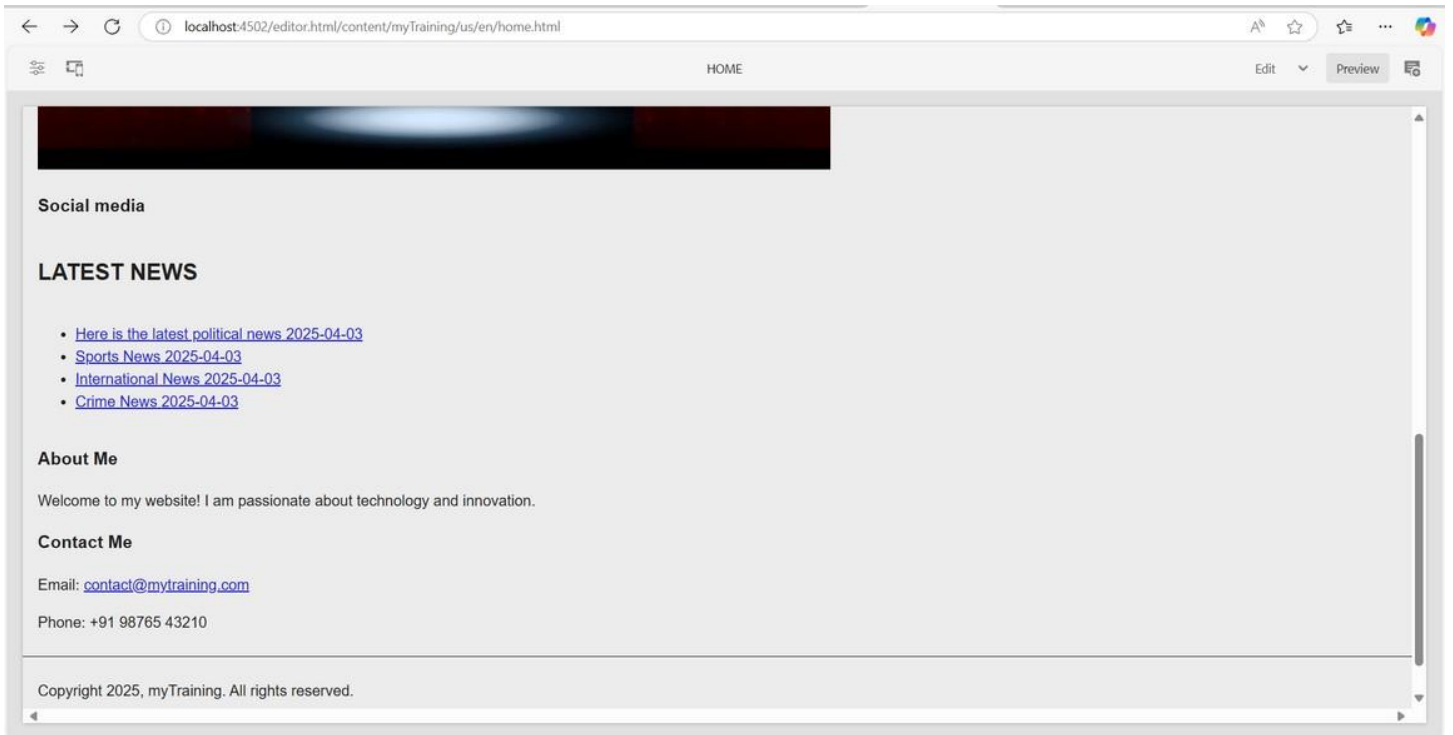 localhost:4502/editor.html/content/myTraining/us/en/home.html
HOME
Edit
Preview
Social media
LATEST NEWS
• Here is the latest political news 2025-04-03
• Sports News 2025-04-03
• International News 2025-04-03
• Crime News 2025-04-03
About Me
Welcome to my website! I am passionate about technology and innovation.
Contact Me
Email: contact@mytraining.com
Phone: +91 98765 43210
Copyright 2025, myTraining. All rights reserved.